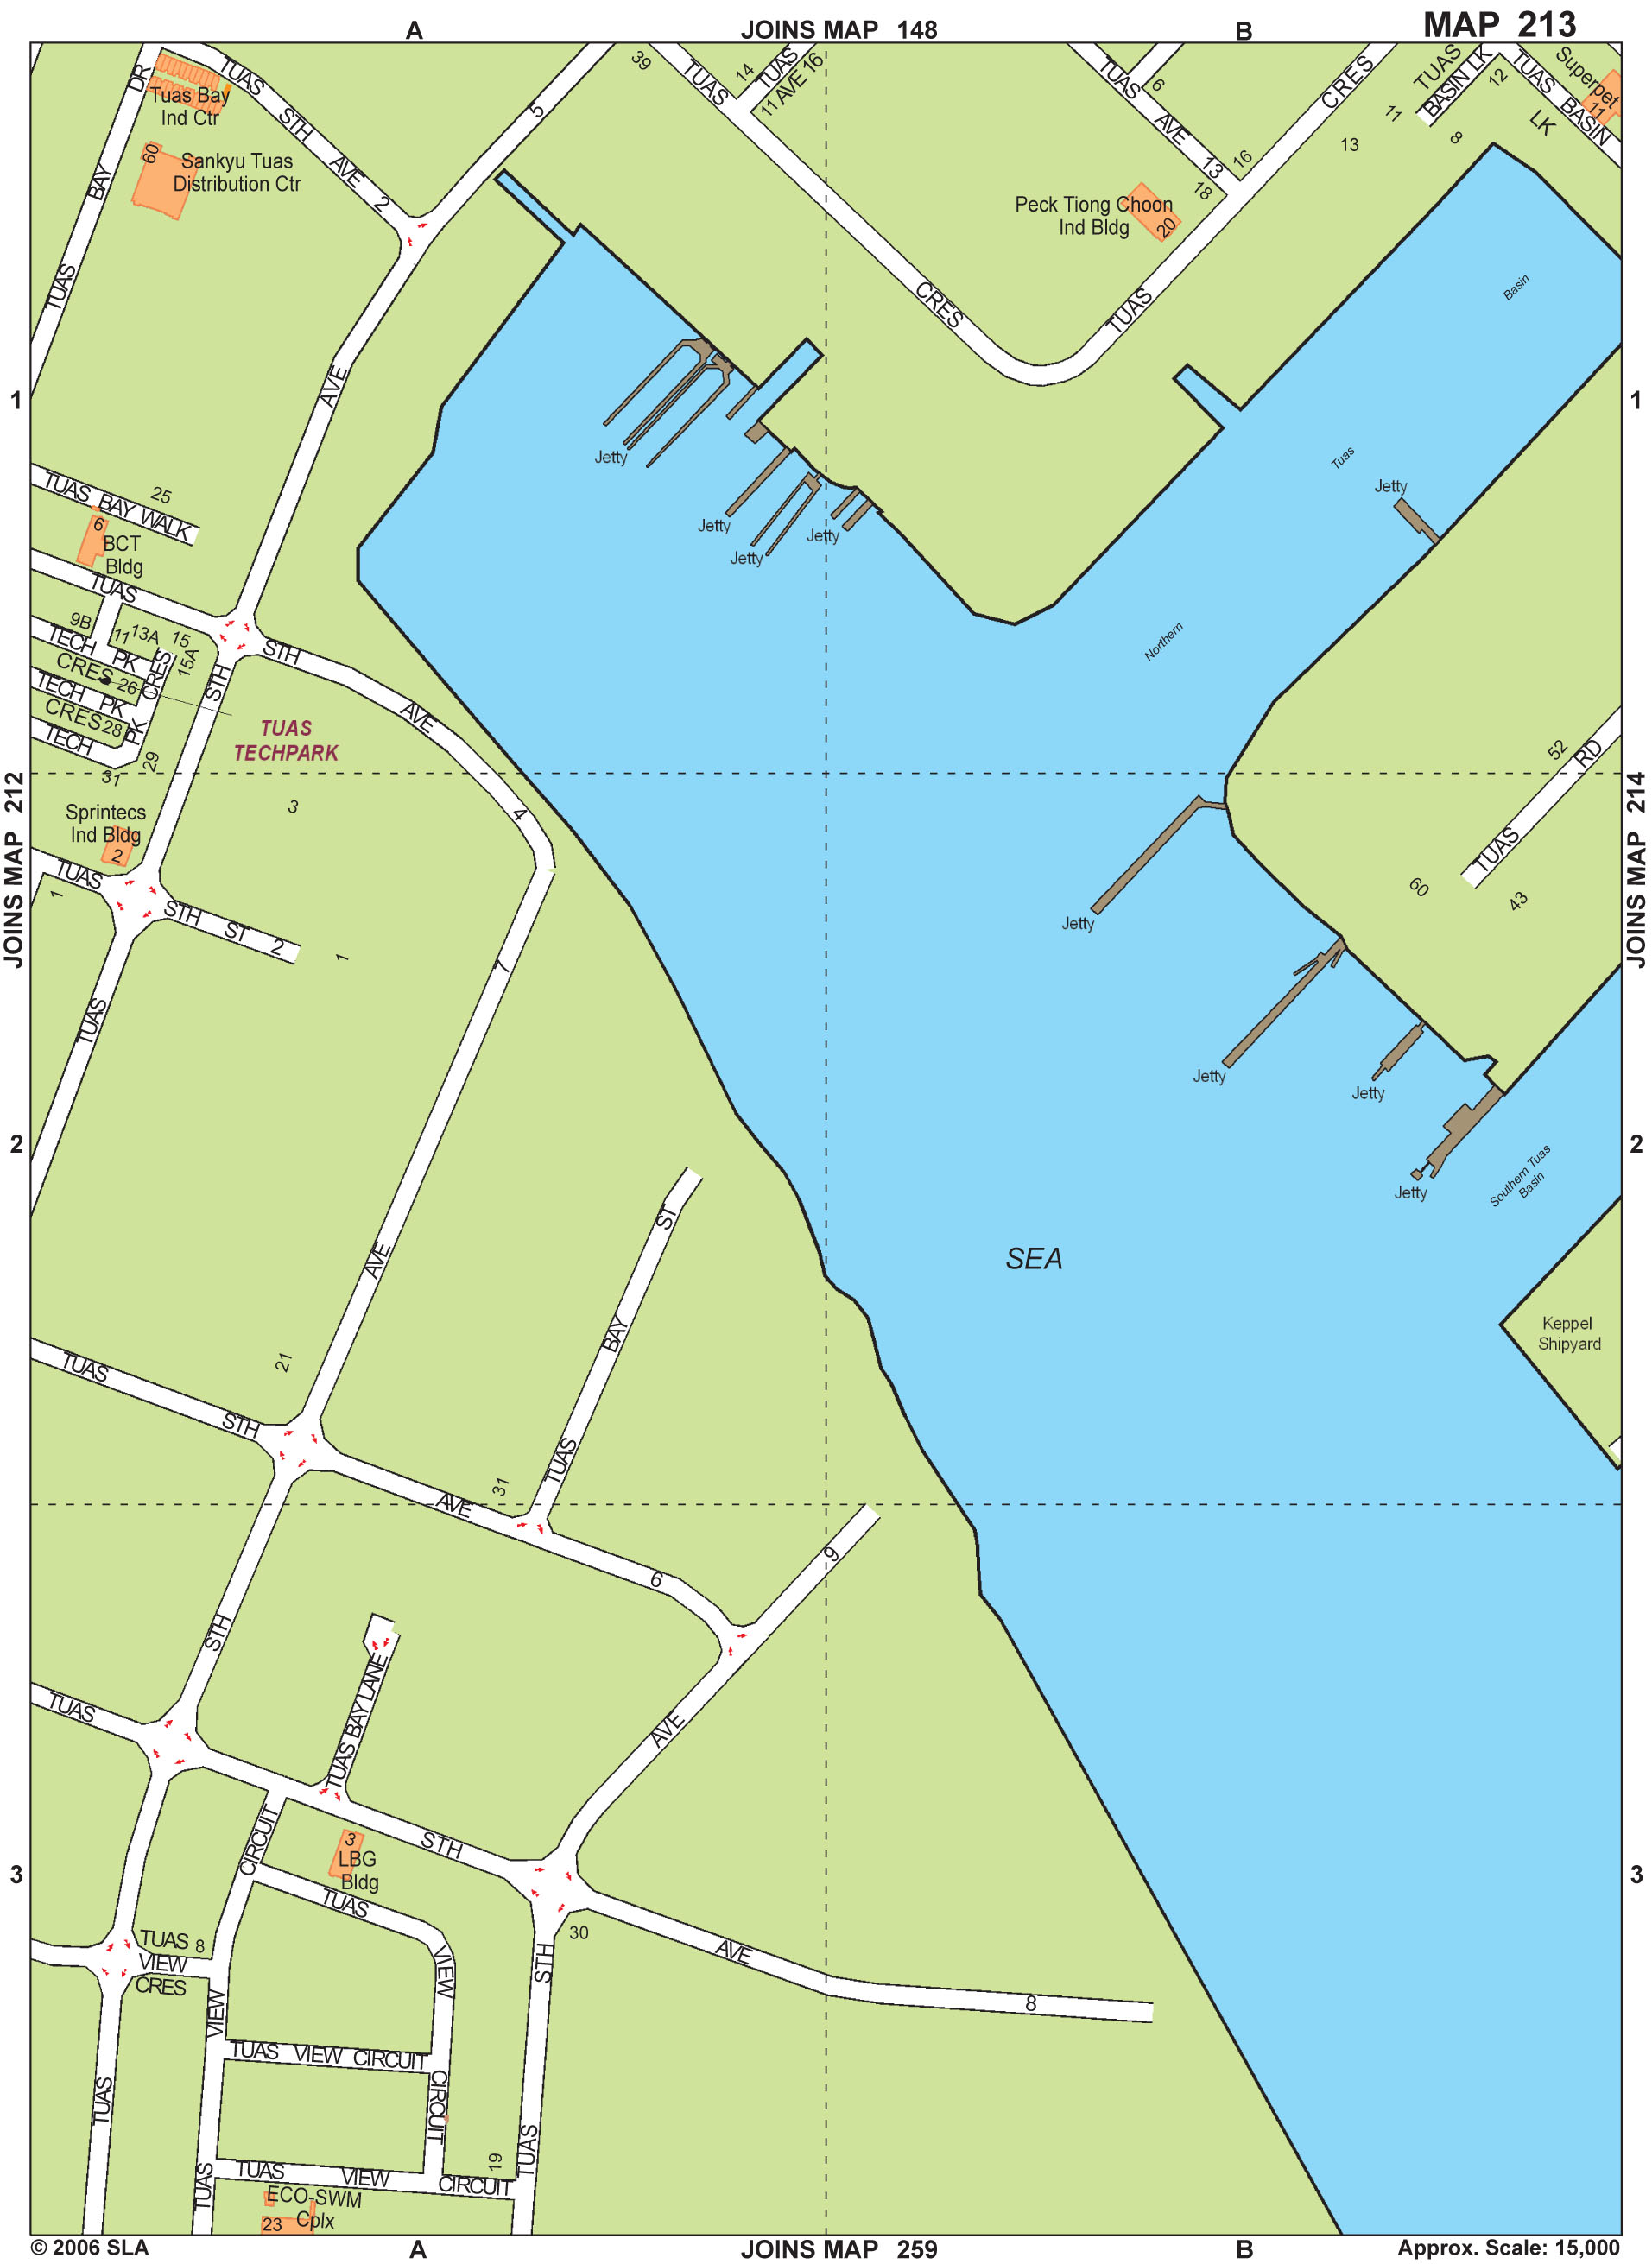 A
JOINS MAP 148
B
MAP 213
DR
TUAS
STH
AVE
2
Tuas Bay
Ind Ctr
60
Sankyu Tuas
Distribution Ctr
BAY
TUAS
5
39
TUAS
14
TUAS
AVE 16
11
TUAS
6
AVE
13
16
18
CRES
13
11
TUAS
BASIN LK
12
8
TUAS BASIN
LK
Superpet
11
Peck Tiong Choon
Ind Bldg
20
CRES
TUAS
Basin
1
AVE
1
Jetty
Jetty
Jetty
Jetty
Tuas
Jetty
Northern
TUAS BAY WALK
25
6
BCT
Bldg
TUAS
9B
11
13A
15
15A
TECH PK
CRES
CRES
26
TECH PK
CRES
28
PK
TECH
31
29
STH
STH
AVE
4
TUAS
TECHPARK
3
JOINS MAP 212
JOINS MAP 214
52
RD
TUAS
60
43
Sprintecs
Ind Bldg
2
TUAS
1
STH
ST
2
1
TUAS
7
Jetty
Jetty
Jetty
Jetty
2
2
Southern Tuas
Basin
SEA
AVE
ST
BAY
TUAS
Keppel
Shipyard
TUAS
21
STH
AVE
31
6
9
STH
TUAS
TUAS BAY LANE
AVE
CIRCUIT
3
LBG
Bldg
STH
3
3
TUAS
VIEW
30
STH
AVE
8
TUAS
8
VIEW
CRES
VIEW
TUAS VIEW CIRCUIT
CIRCUIT
TUAS
19
TUAS
TUAS
TUAS
VIEW
CIRCUIT
ECO-SWM
Cplx
23
© 2006 SLA
A
JOINS MAP 259
B
Approx. Scale: 15,000